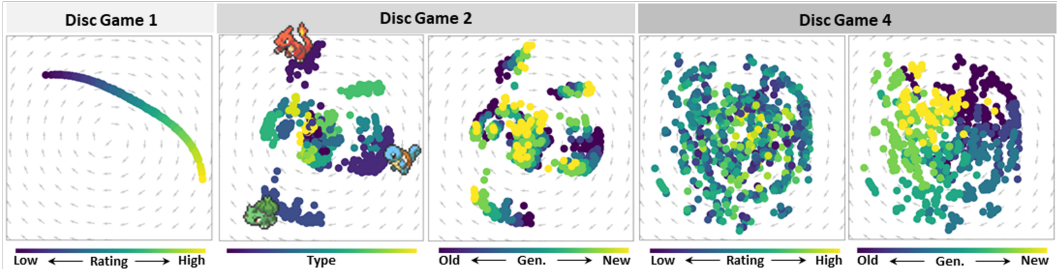 Disc Game 1
Disc Game 2
Disc Game 4
Low ← Rating → High
Type
Old ← Gen. → New
Low ← Rating → High
Old ← Gen. → New